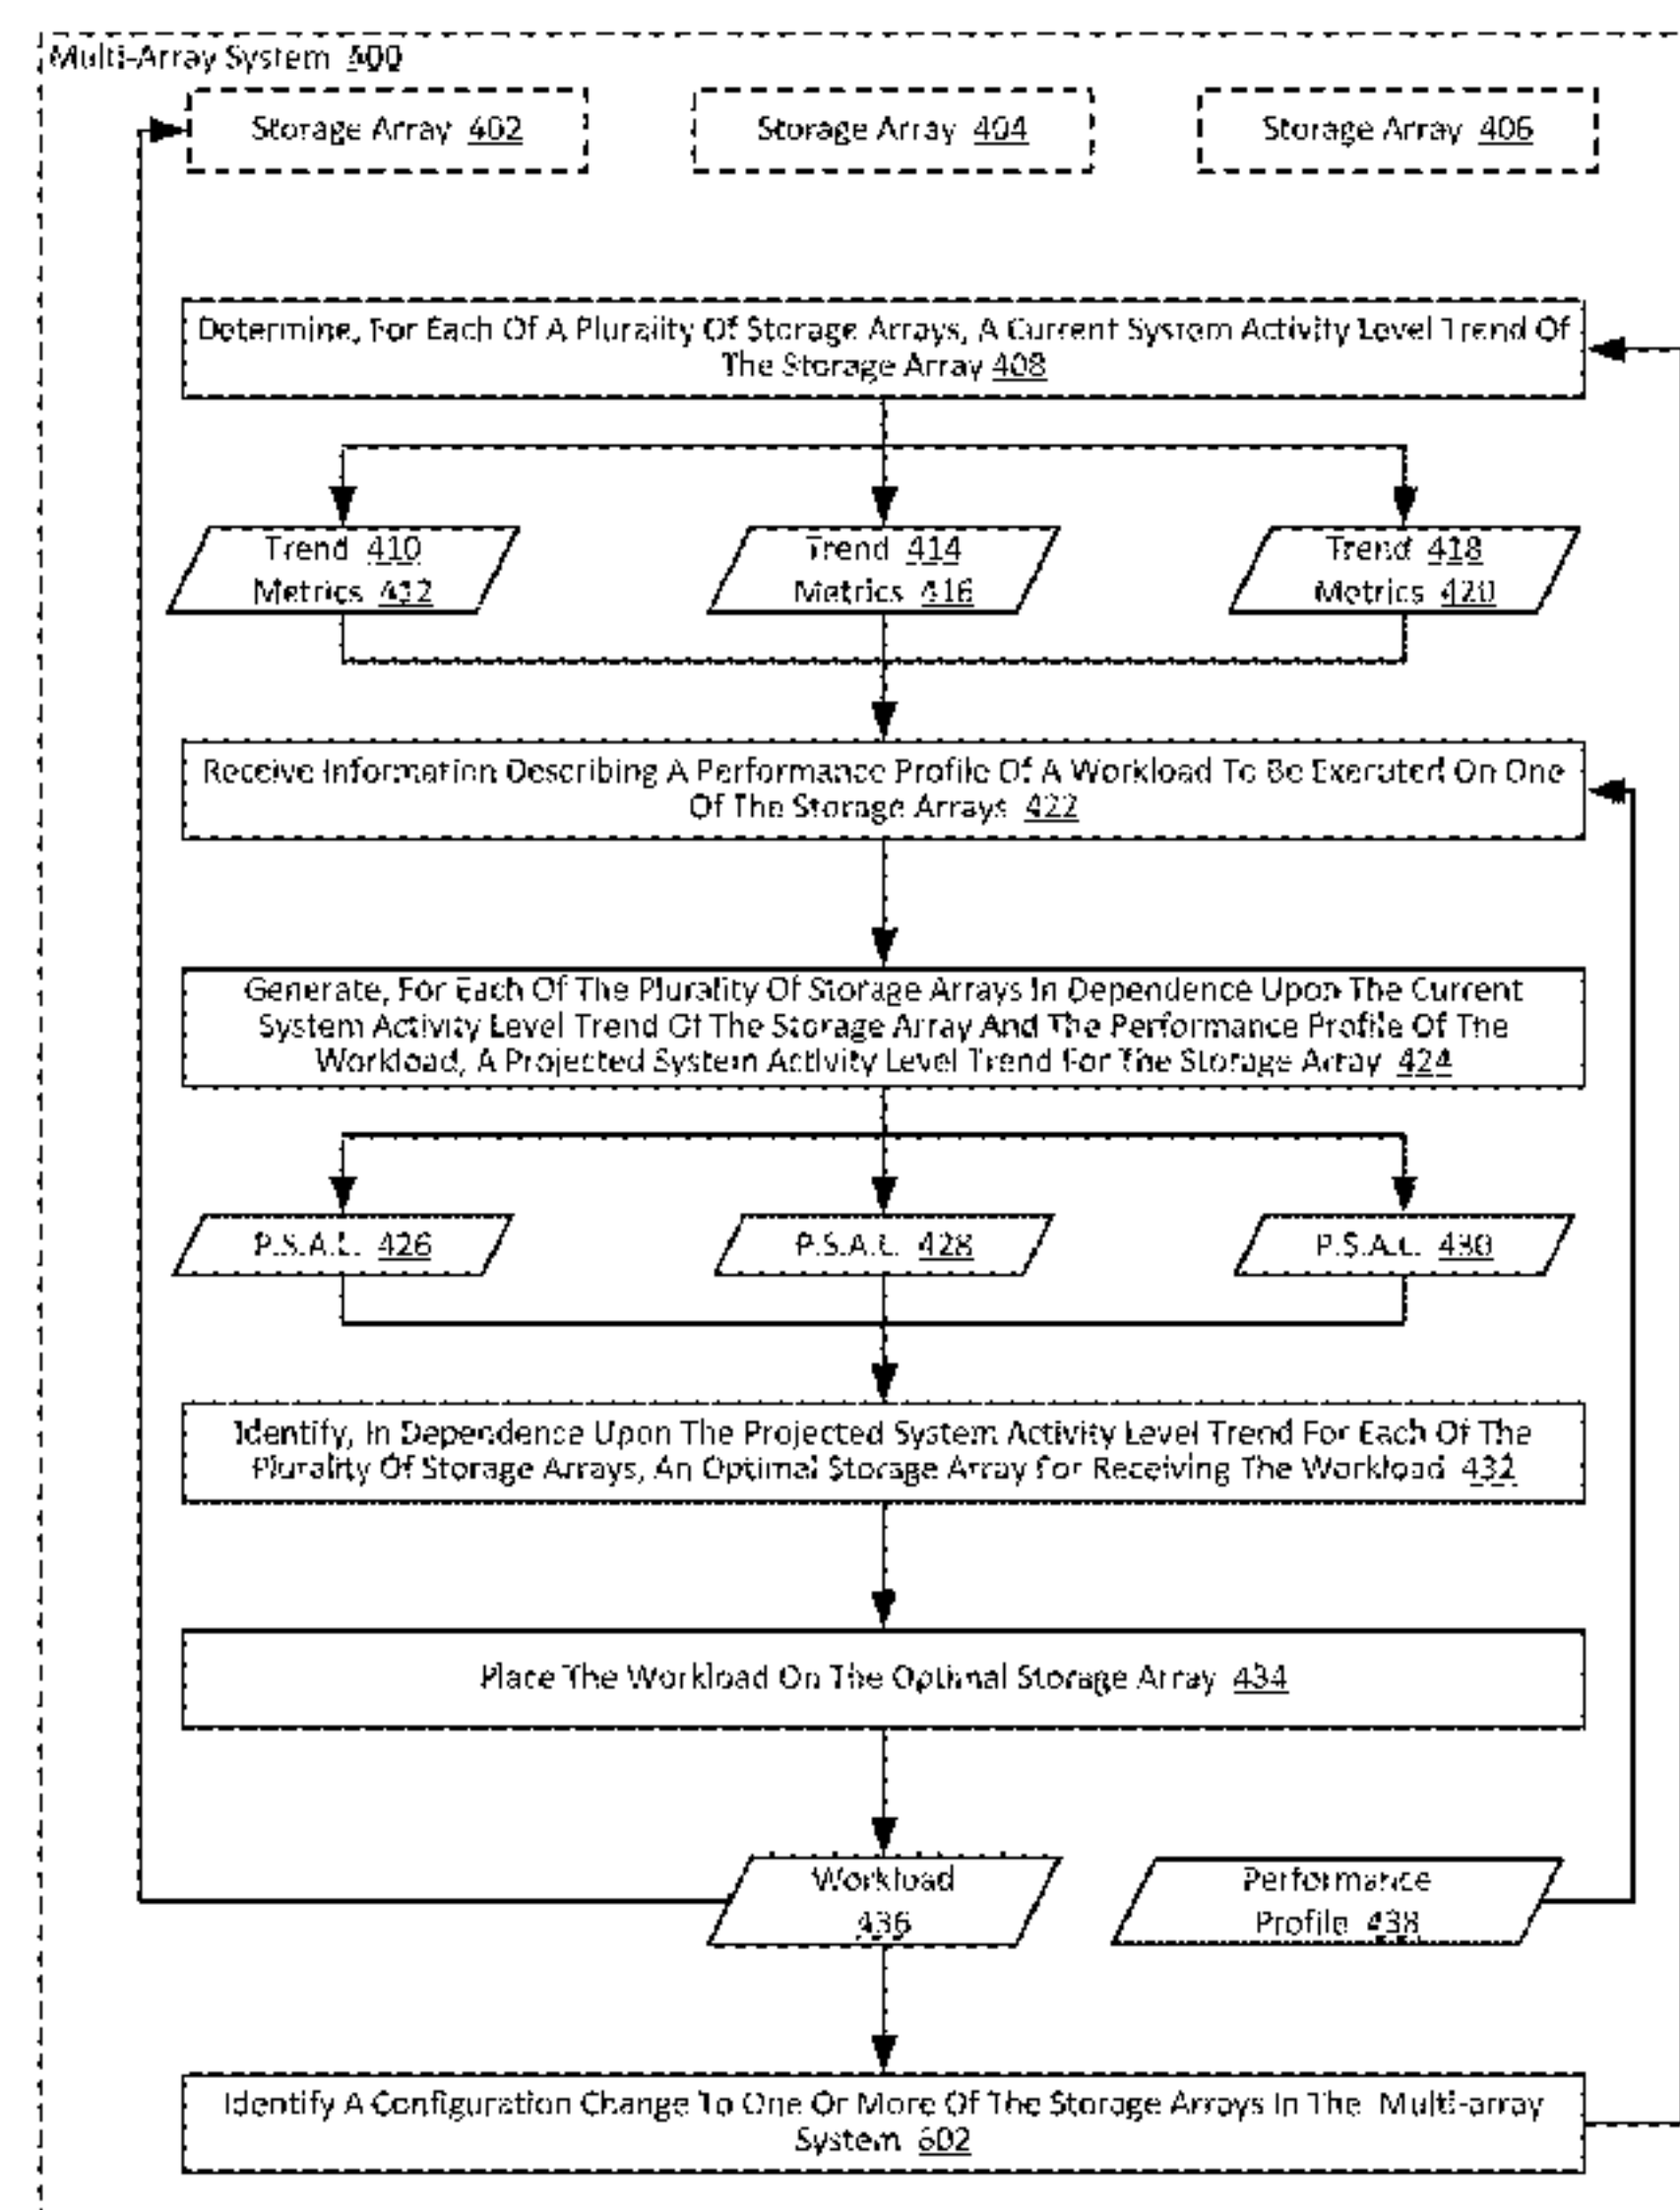 Multi-Array System 400
Storage Array 402
Storage Array 404
Storage Array 406
Determine, For Each Of A Plurality Of Storage Arrays, A Current System Activity Level Trend Of
The Storage Array 408
Trend 410
Metrics 412
Trend 414
Metrics 416
Trend 418
Metrics 420
Receive Information Describing A Performance Profile Of A Workload To Be Executed On One
Of The Storage Arrays 422
Generate, For Each Of The Plurality Of Storage Arrays In Dependence Upon The Current
System Activity Level Trend Of The Storage Array And The Performance Profile Of The
Workload, A Projected System Activity Level Trend For The Storage Array 424
P.S.A.L. 426
P.S.A.L. 428
P.S.A.L. 430
Identify, In Dependence Upon The Projected System Activity Level Trend For Each Of The
Plurality Of Storage Arrays, An Optimal Storage Array For Receiving The Workload 432
Place The Workload On The Optimal Storage Array 434
Workload
436
Performance
Profile 438
Identify A Configuration Change To One Or More Of The Storage Arrays In The Multi-array
System 602